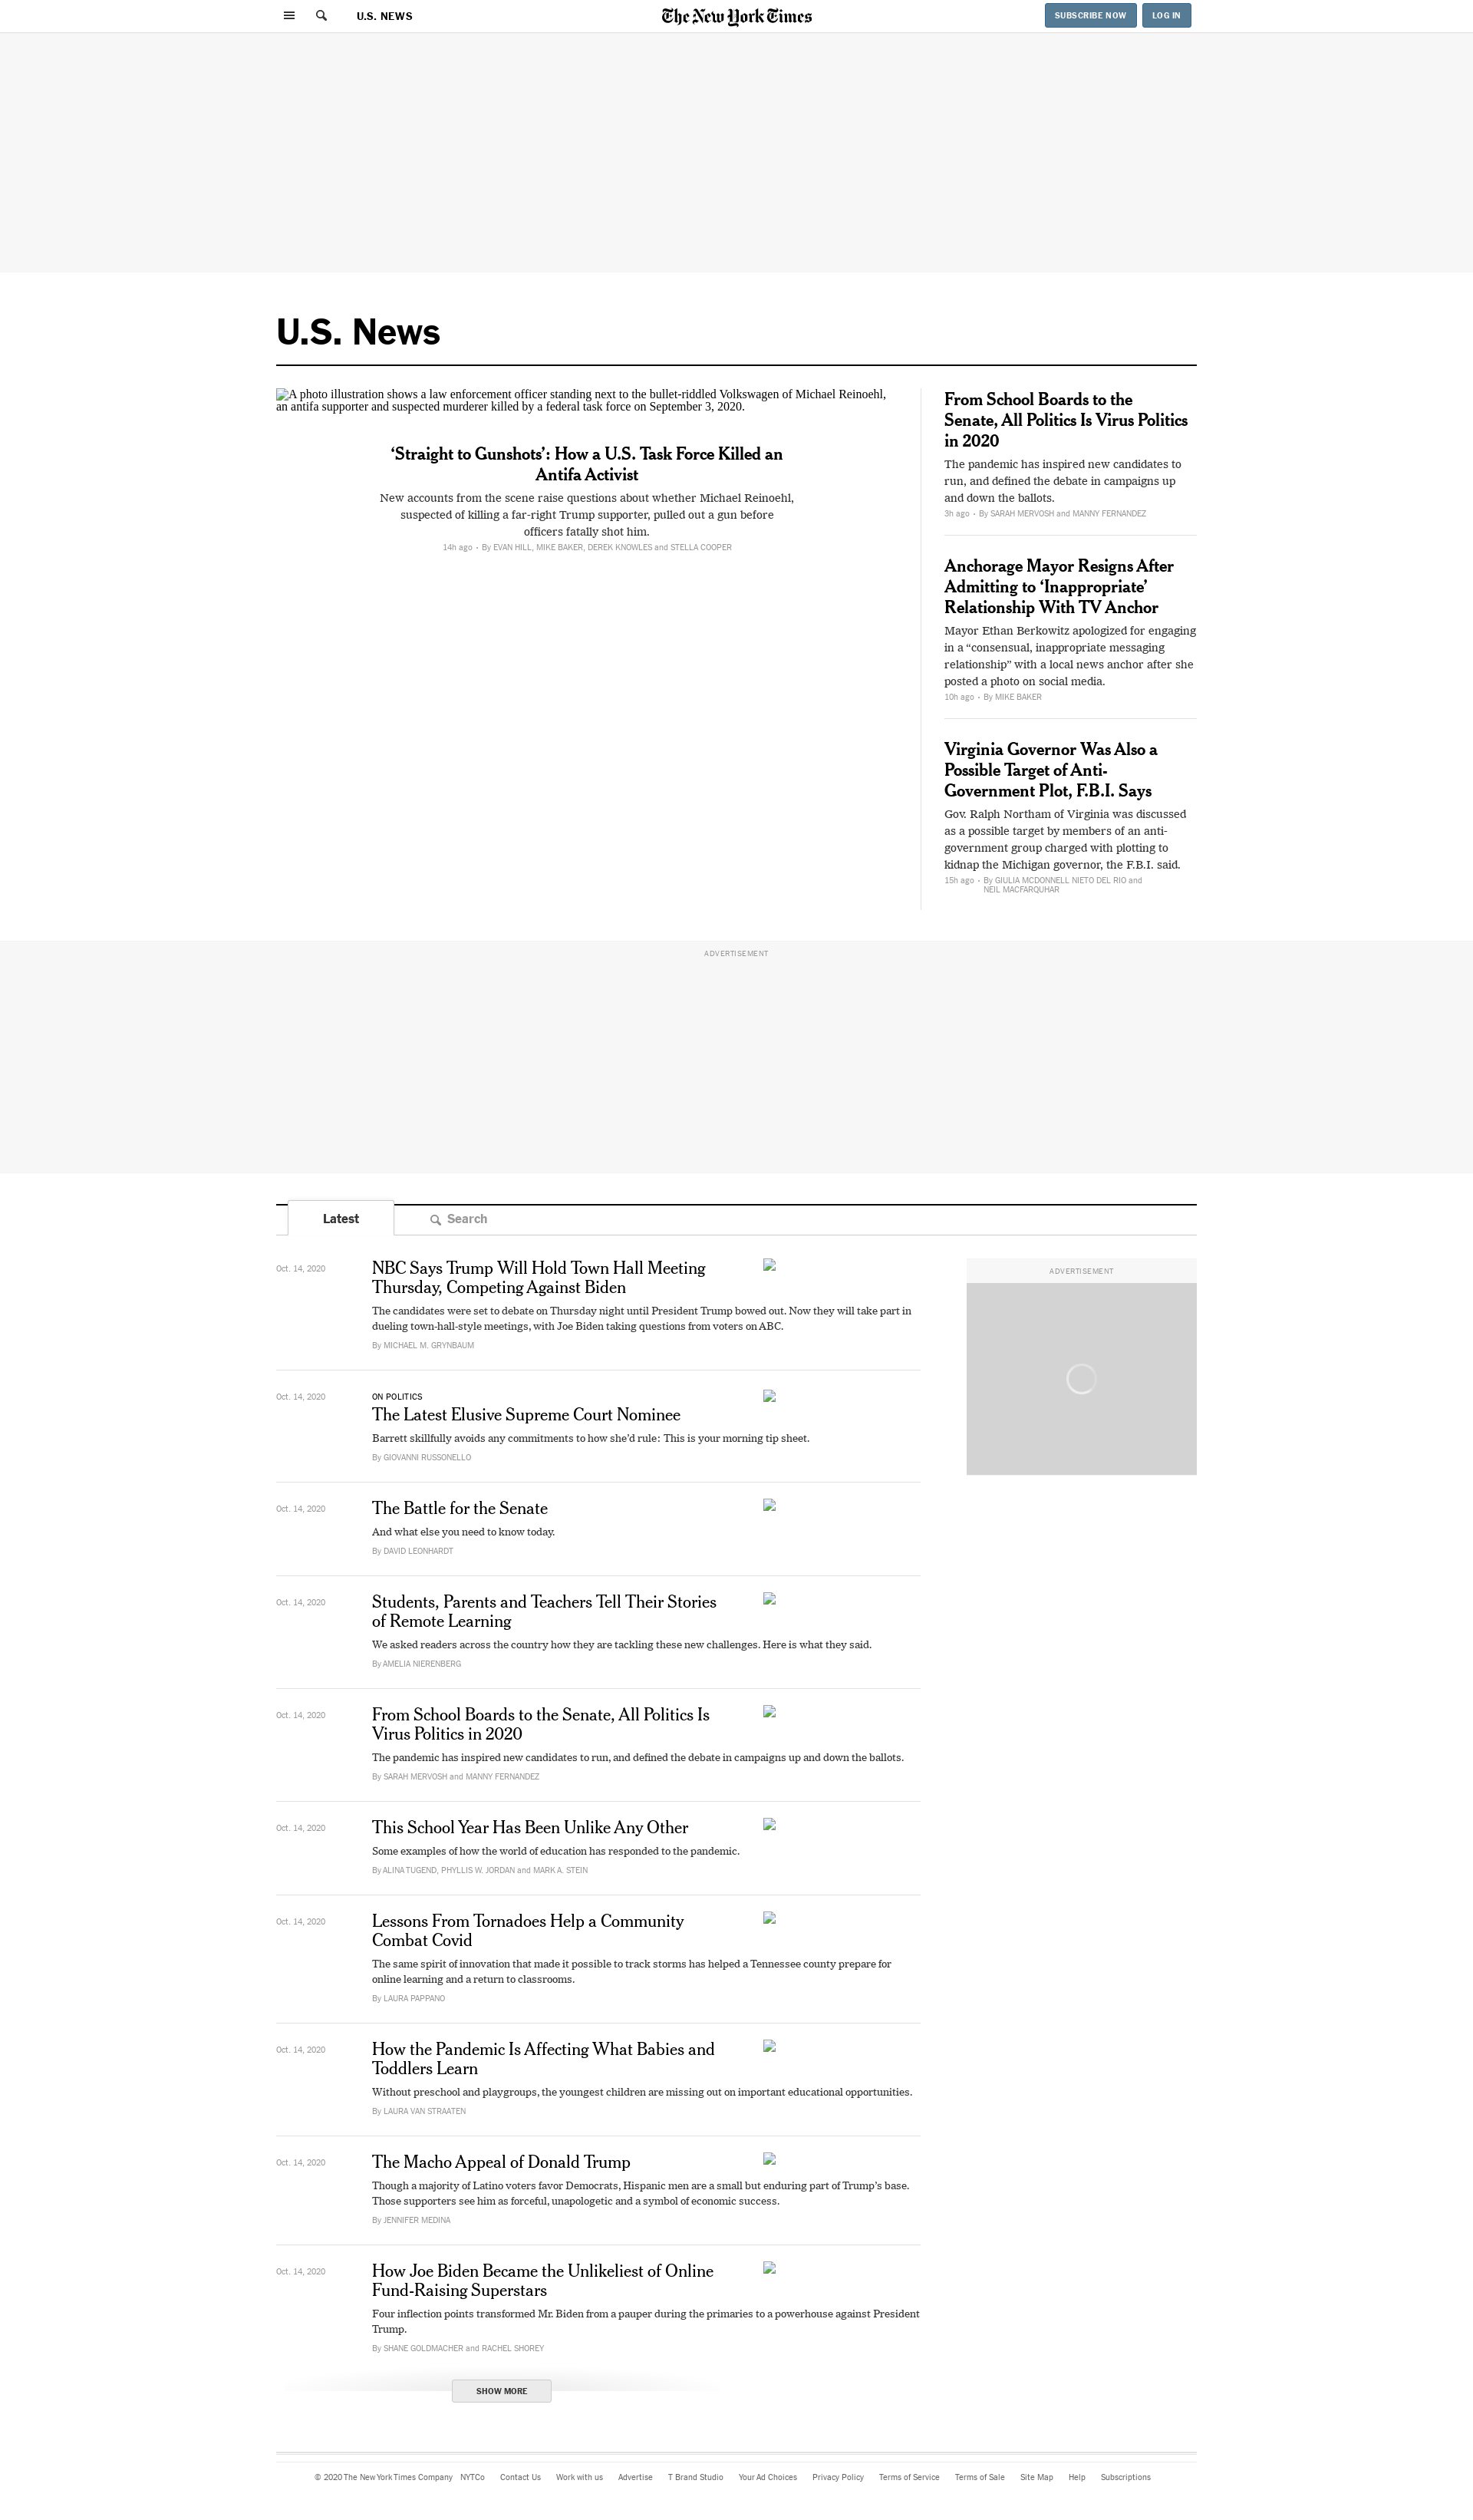 U.S. NEWS
The New York Times
SUBSCRIBE NOW
LOG IN
U.S. News
A photo illustration shows a law enforcement officer standing next to the bullet-riddled Volkswagen of Michael Reinoehl,
an antifa supporter and suspected murderer killed by a federal task force on September 3, 2020.
‘Straight to Gunshots’: How a U.S. Task Force Killed an
Antifa Activist
New accounts from the scene raise questions about whether Michael Reinoehl,
suspected of killing a far-right Trump supporter, pulled out a gun before
officers fatally shot him.
14h ago • By EVAN HILL, MIKE BAKER, DEREK KNOWLES and STELLA COOPER
From School Boards to the
Senate, All Politics Is Virus Politics
in 2020
The pandemic has inspired new candidates to
run, and defined the debate in campaigns up
and down the ballots.
3h ago • By SARAH MERVOSH and MANNY FERNANDEZ
Anchorage Mayor Resigns After
Admitting to ‘Inappropriate’
Relationship With TV Anchor
Mayor Ethan Berkowitz apologized for engaging
in a “consensual, inappropriate messaging
relationship” with a local news anchor after she
posted a photo on social media.
10h ago • By MIKE BAKER
Virginia Governor Was Also a
Possible Target of Anti-
Government Plot, F.B.I. Says
Gov. Ralph Northam of Virginia was discussed
as a possible target by members of an anti-
government group charged with plotting to
kidnap the Michigan governor, the F.B.I. said.
15h ago • By GIULIA MCDONNELL NIETO DEL RIO and
NEIL MACFARQUHAR
ADVERTISEMENT
Latest
Search
Oct. 14, 2020
NBC Says Trump Will Hold Town Hall Meeting
Thursday, Competing Against Biden
The candidates were set to debate on Thursday night until President Trump bowed out. Now they will take part in
dueling town-hall-style meetings, with Joe Biden taking questions from voters on ABC.
By MICHAEL M. GRYNBAUM
ADVERTISEMENT
Oct. 14, 2020
ON POLITICS
The Latest Elusive Supreme Court Nominee
Barrett skillfully avoids any commitments to how she’d rule: This is your morning tip sheet.
By GIOVANNI RUSSONELLO
Oct. 14, 2020
The Battle for the Senate
And what else you need to know today.
By DAVID LEONHARDT
Oct. 14, 2020
Students, Parents and Teachers Tell Their Stories
of Remote Learning
We asked readers across the country how they are tackling these new challenges. Here is what they said.
By AMELIA NIERENBERG
Oct. 14, 2020
From School Boards to the Senate, All Politics Is
Virus Politics in 2020
The pandemic has inspired new candidates to run, and defined the debate in campaigns up and down the ballots.
By SARAH MERVOSH and MANNY FERNANDEZ
Oct. 14, 2020
This School Year Has Been Unlike Any Other
Some examples of how the world of education has responded to the pandemic.
By ALINA TUGEND, PHYLLIS W. JORDAN and MARK A. STEIN
Oct. 14, 2020
Lessons From Tornadoes Help a Community
Combat Covid
The same spirit of innovation that made it possible to track storms has helped a Tennessee county prepare for
online learning and a return to classrooms.
By LAURA PAPPANO
Oct. 14, 2020
How the Pandemic Is Affecting What Babies and
Toddlers Learn
Without preschool and playgroups, the youngest children are missing out on important educational opportunities.
By LAURA VAN STRAATEN
Oct. 14, 2020
The Macho Appeal of Donald Trump
Though a majority of Latino voters favor Democrats, Hispanic men are a small but enduring part of Trump’s base.
Those supporters see him as forceful, unapologetic and a symbol of economic success.
By JENNIFER MEDINA
Oct. 14, 2020
How Joe Biden Became the Unlikeliest of Online
Fund-Raising Superstars
Four inflection points transformed Mr. Biden from a pauper during the primaries to a powerhouse against President
Trump.
By SHANE GOLDMACHER and RACHEL SHOREY
SHOW MORE
© 2020 The New York Times Company NYTCo Contact Us Work with us Advertise T Brand Studio Your Ad Choices Privacy Policy Terms of Service Terms of Sale Site Map Help Subscriptions